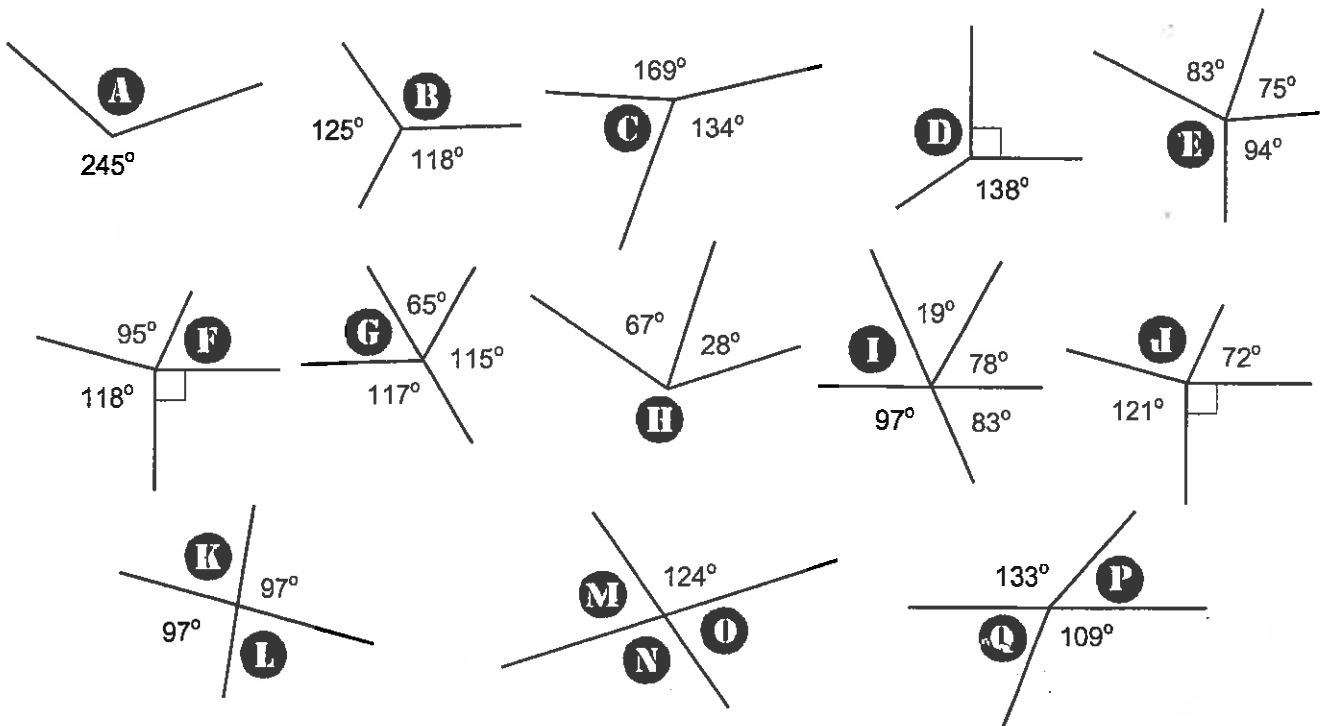 A 245°
B 125° 118°
169° C 134°
D 138°
83° 75° E 94°
95° F 118°
65° G 115° 117°
67° 28° H
19° I 78° 97° 83°
J 72° 121°
K 97° 97° L
124° M O N
133° P Q 109°